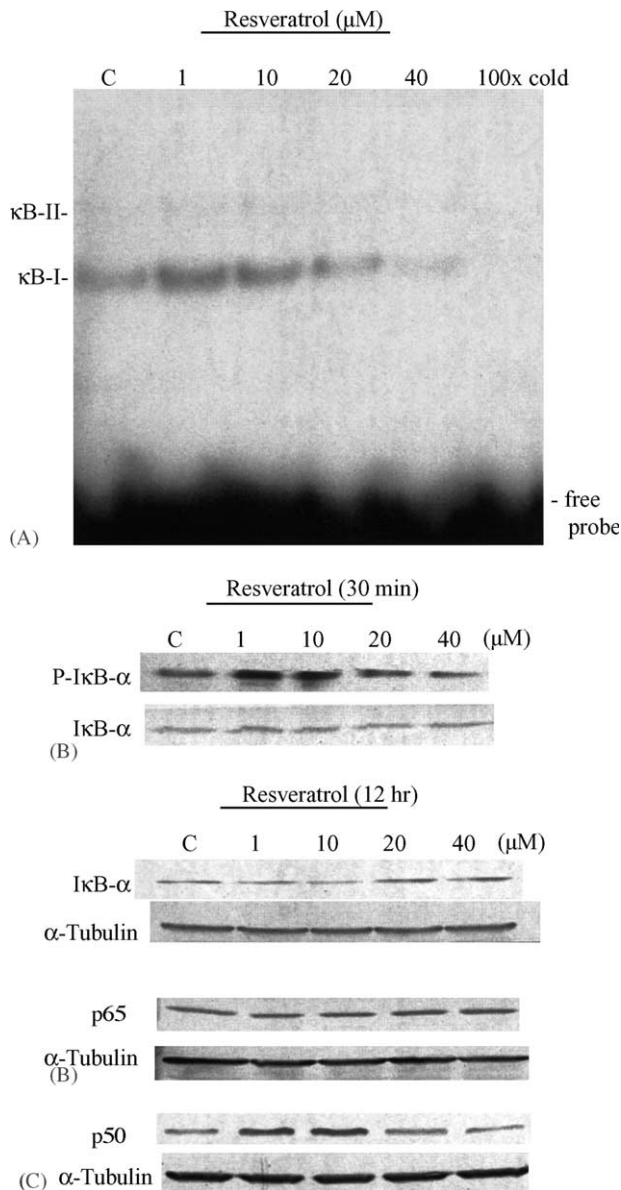 Resveratrol (μM)
C 1 10 20 40 100x cold
κB-II-
κB-I-
- free
probe
(A)
Resveratrol (30 min)
C 1 10 20 40 (μM)
P-IκB-α
IκB-α
(B)
Resveratrol (12 hr)
C 1 10 20 40 (μM)
IκB-α
α-Tubulin
p65
α-Tubulin
(B)
p50
(C) α-Tubulin